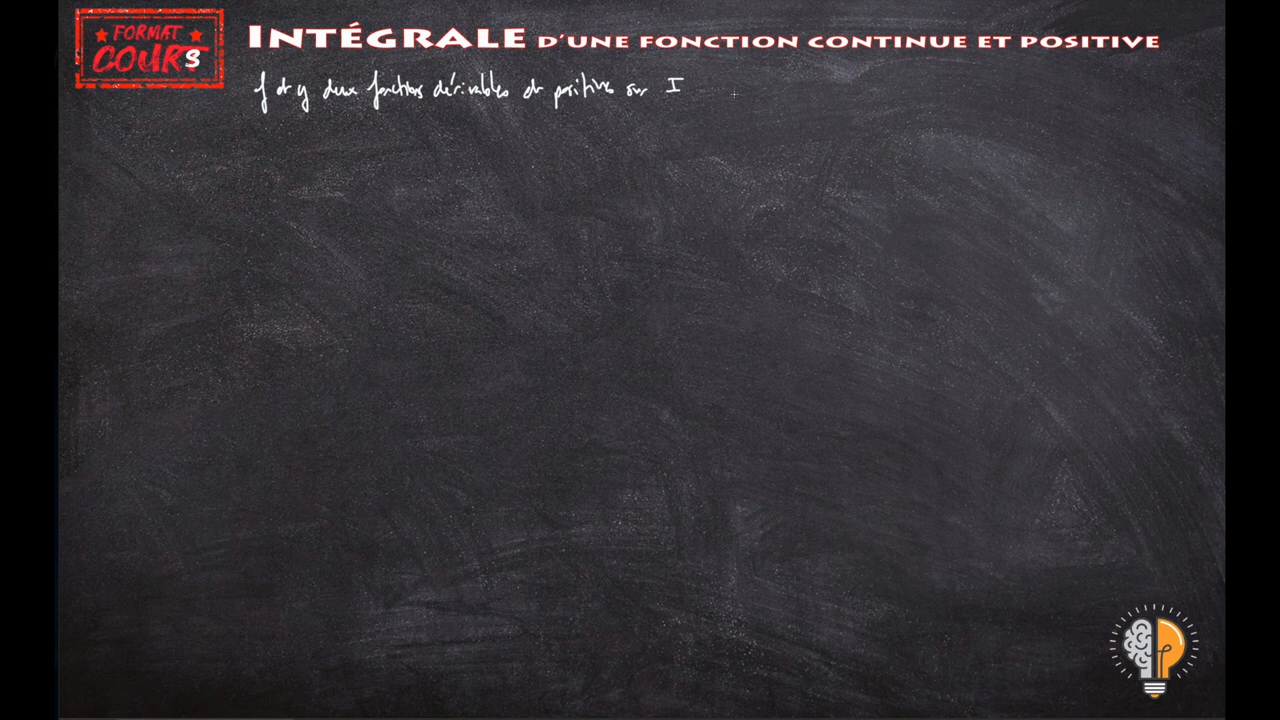 FORMAT
COURS
INTÉGRALE D'UNE FONCTION CONTINUE ET POSITIVE
f et g deux fonctions dérivables et positives sur I